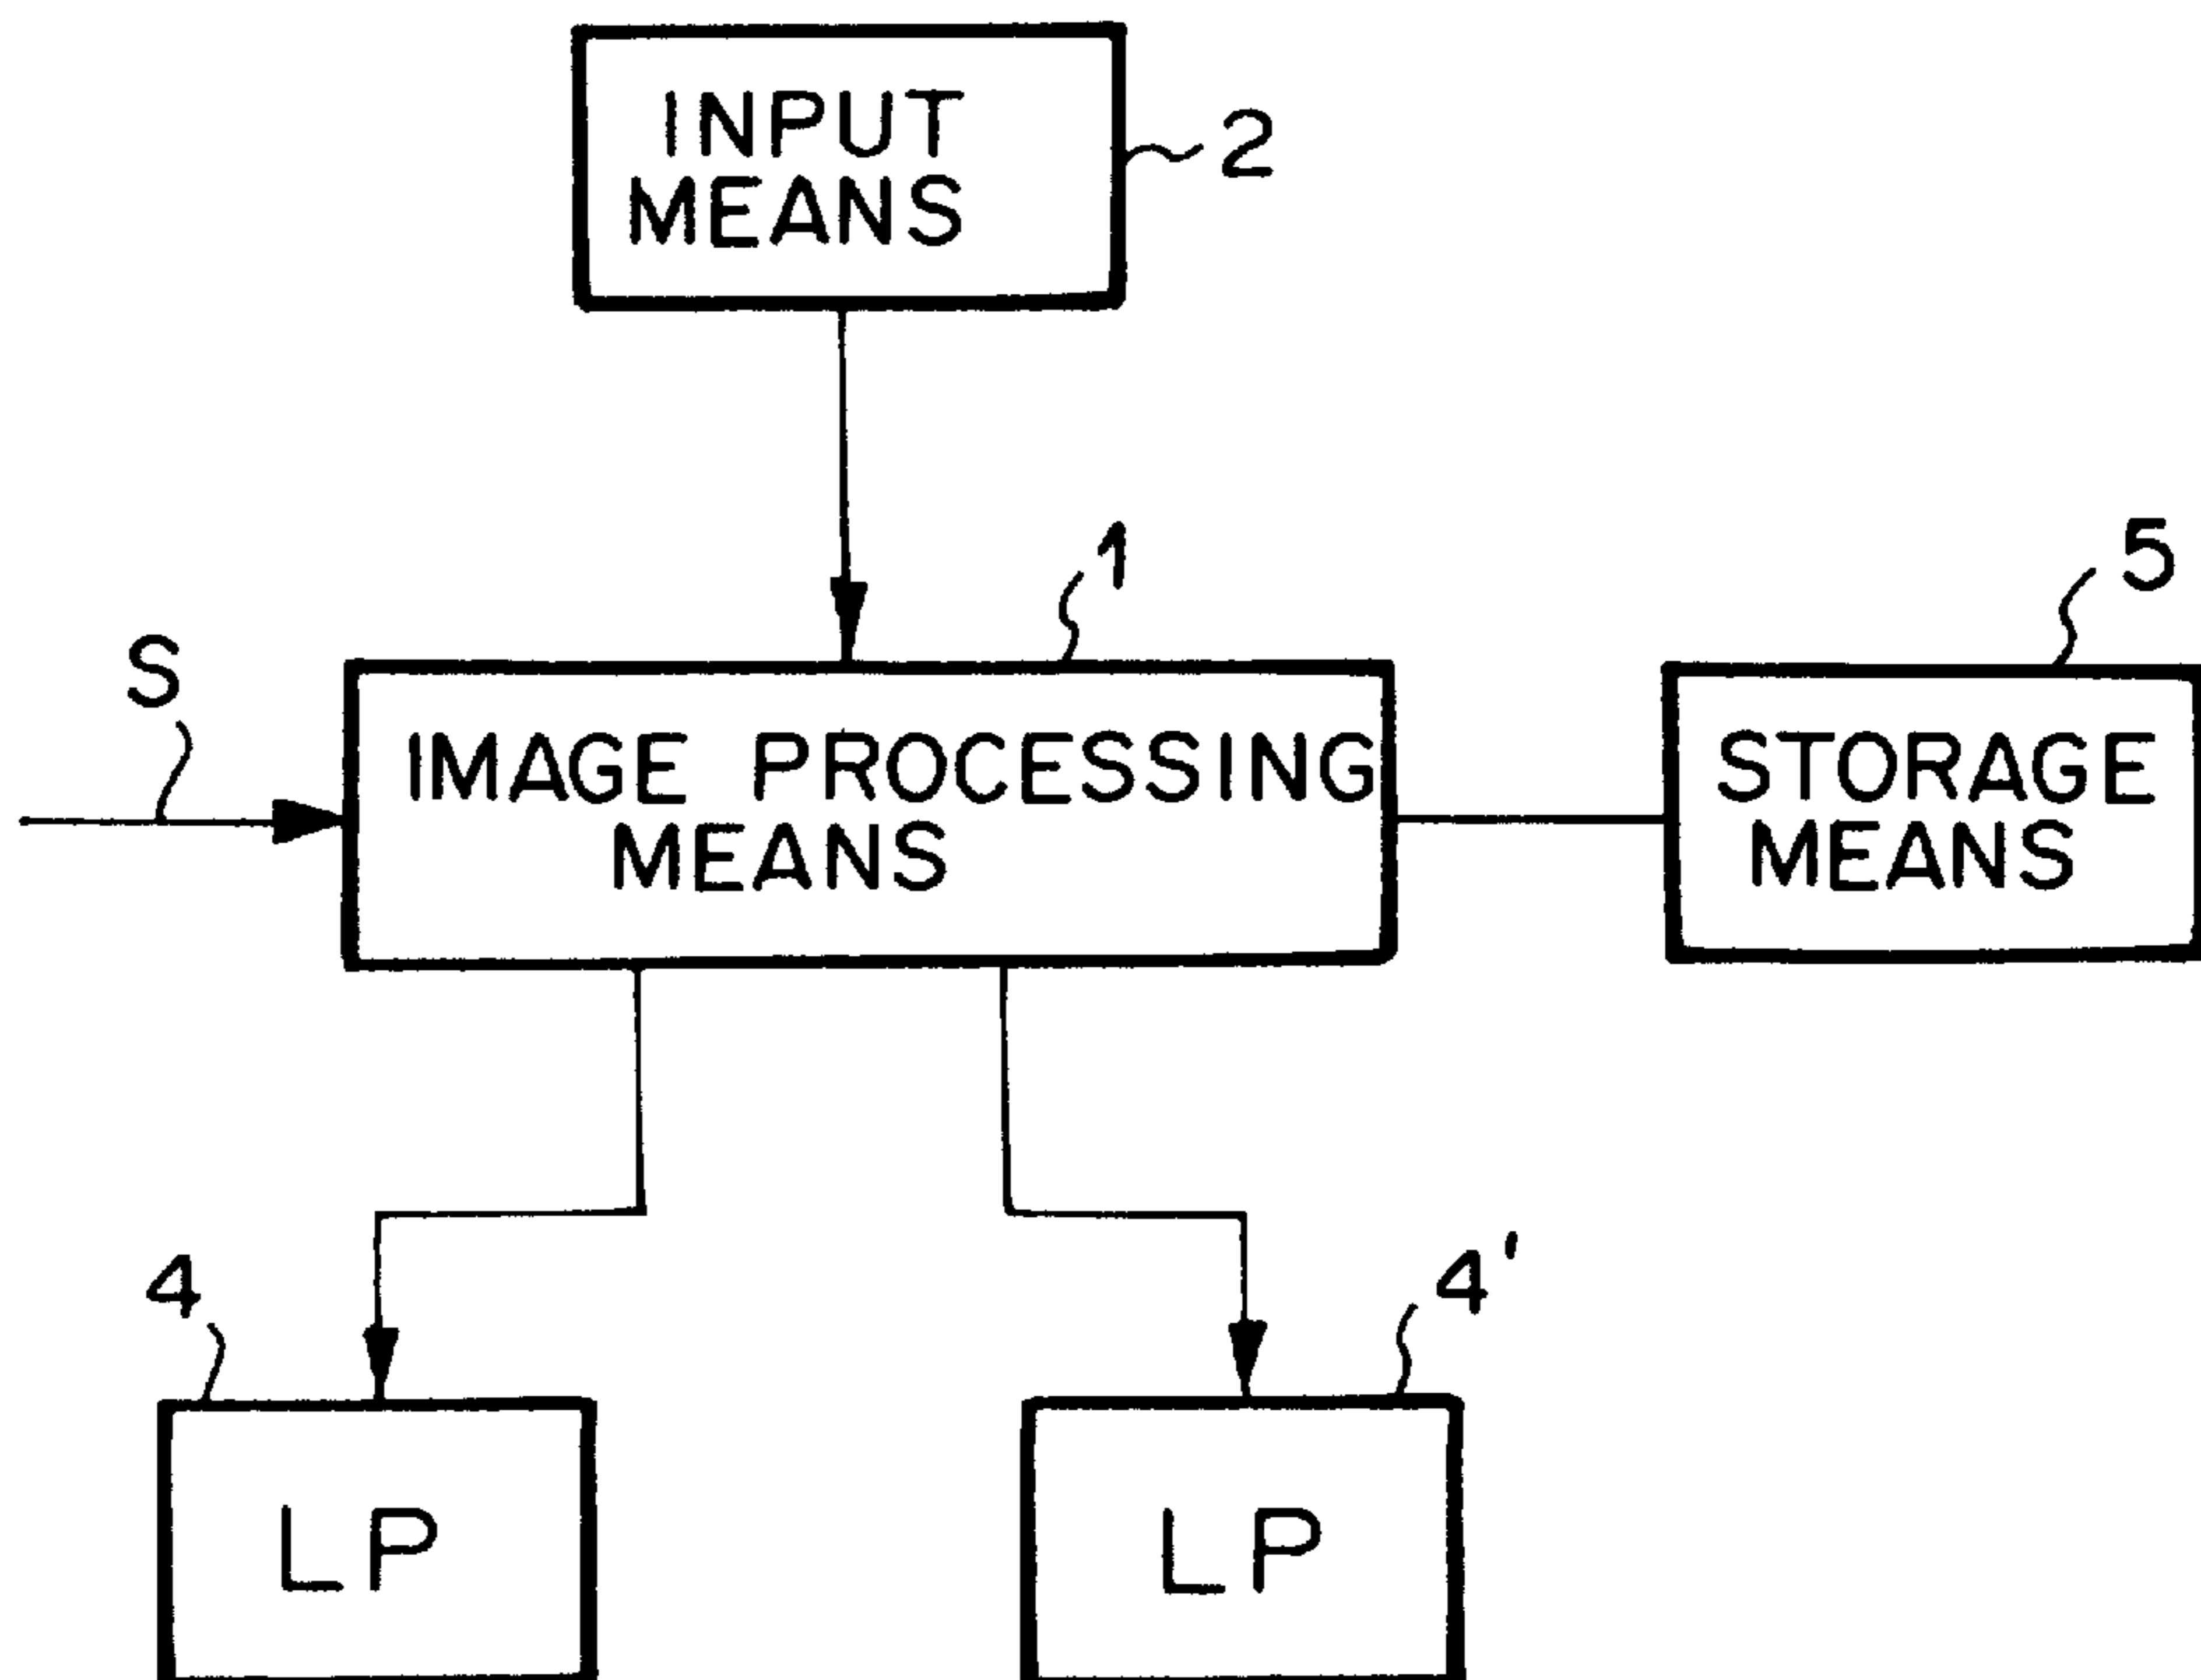 INPUT
MEANS
2
1
5
S
IMAGE PROCESSING
MEANS
STORAGE
MEANS
4
4'
LP
LP